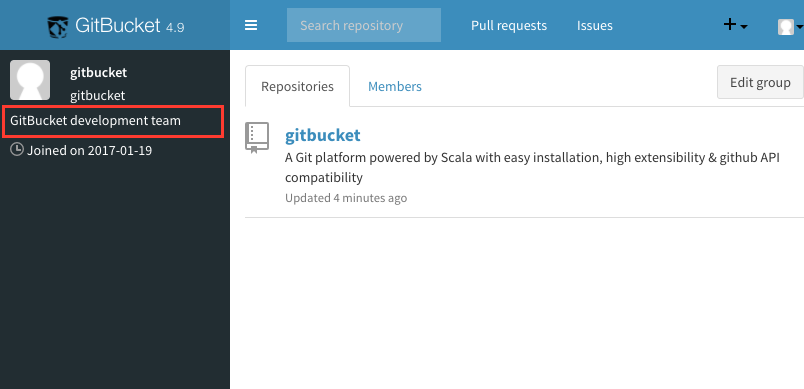 GitBucket 4.9
Search repository
Pull requests
Issues
gitbucket
gitbucket
GitBucket development team
Joined on 2017-01-19
Repositories
Members
Edit group
gitbucket
A Git platform powered by Scala with easy installation, high extensibility & github API
compatibility
Updated 4 minutes ago